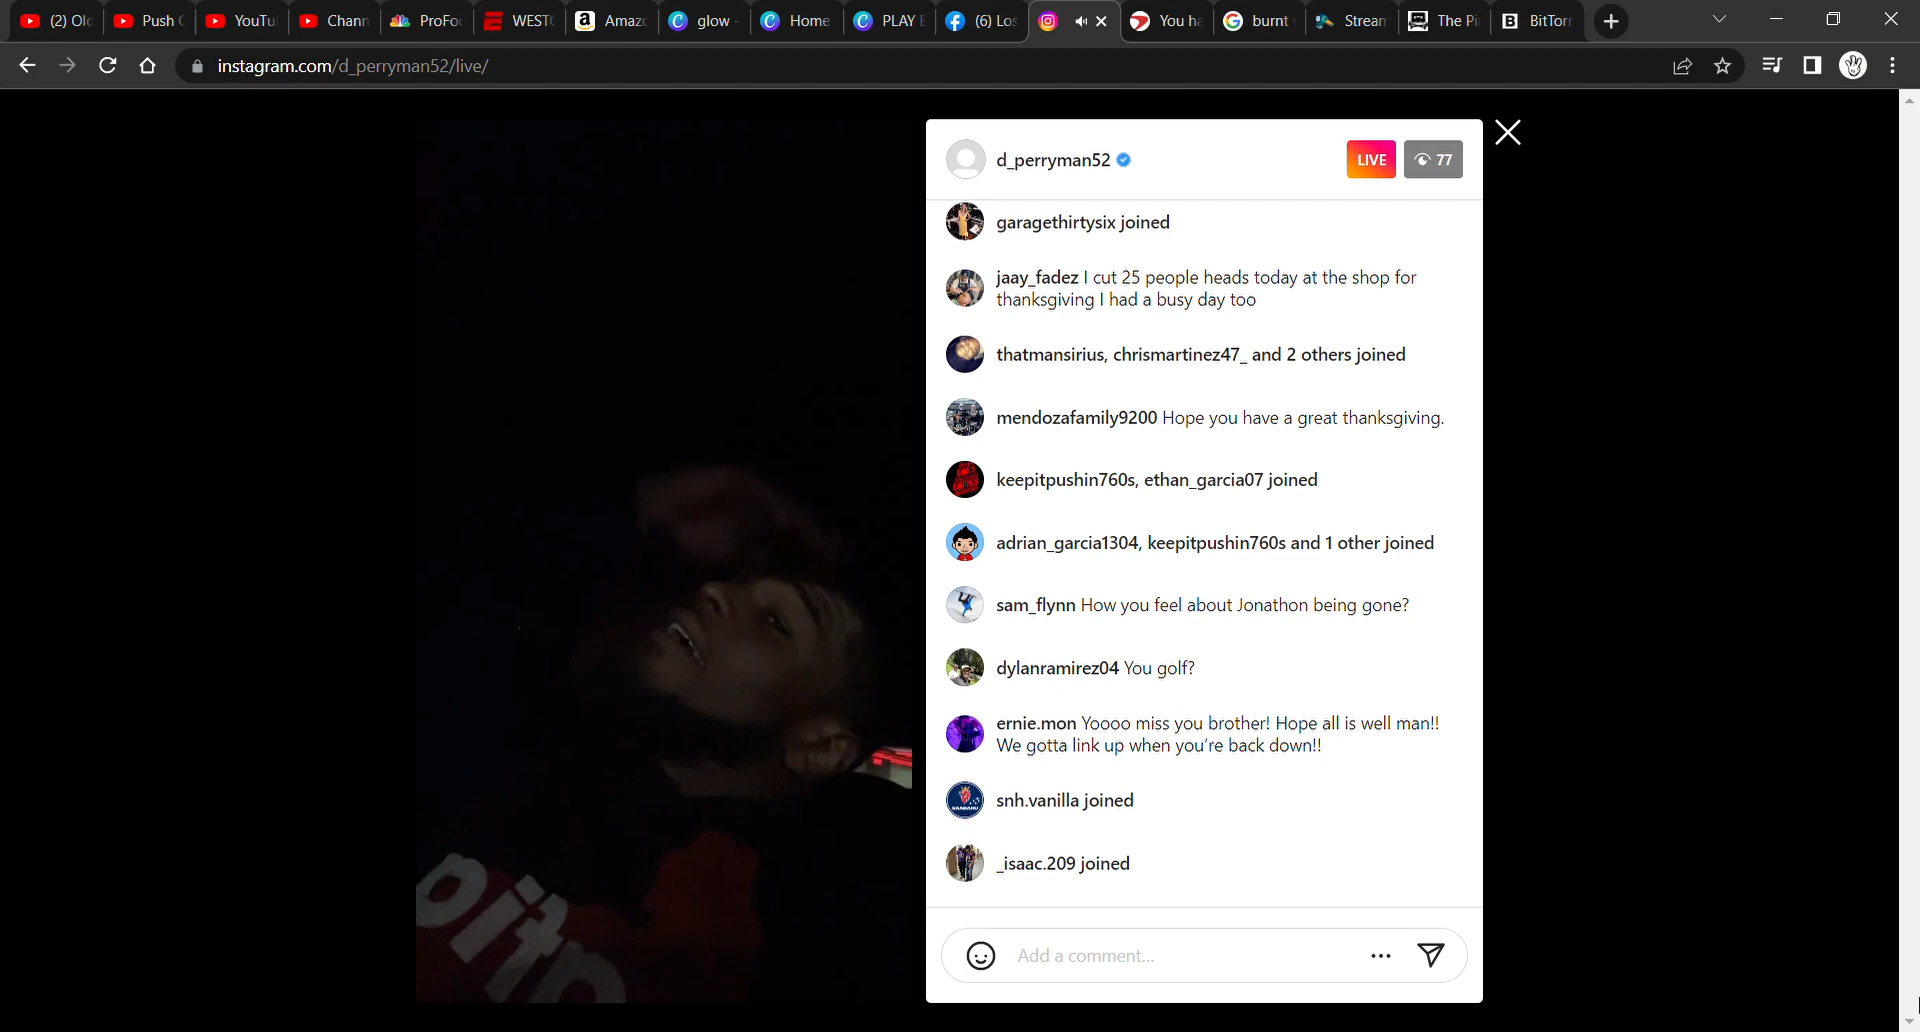 (2) Old
Push
YouTu
Chann
ProFo
WEST
Amaz
glow -
Home
PLAY
(6) Los
You ha
burnt
Stream
The Pi
BitTor
instagram.com/d_perryman52/live/
d_perryman52
LIVE
77
garagethirtysix joined
jaay_fadez I cut 25 people heads today at the shop for
thanksgiving I had a busy day too
thatmansirius, chrismartinez47_ and 2 others joined
mendozafamily9200 Hope you have a great thanksgiving.
keepitpushin760s, ethan_garcia07 joined
adrian_garcia1304, keepitpushin760s and 1 other joined
sam_flynn How you feel about Jonathon being gone?
dylanramirez04 You golf?
ernie.mon Yoooo miss you brother! Hope all is well man!!
We gotta link up when you're back down!!
snh.vanilla joined
_isaac.209 joined
Add a comment...